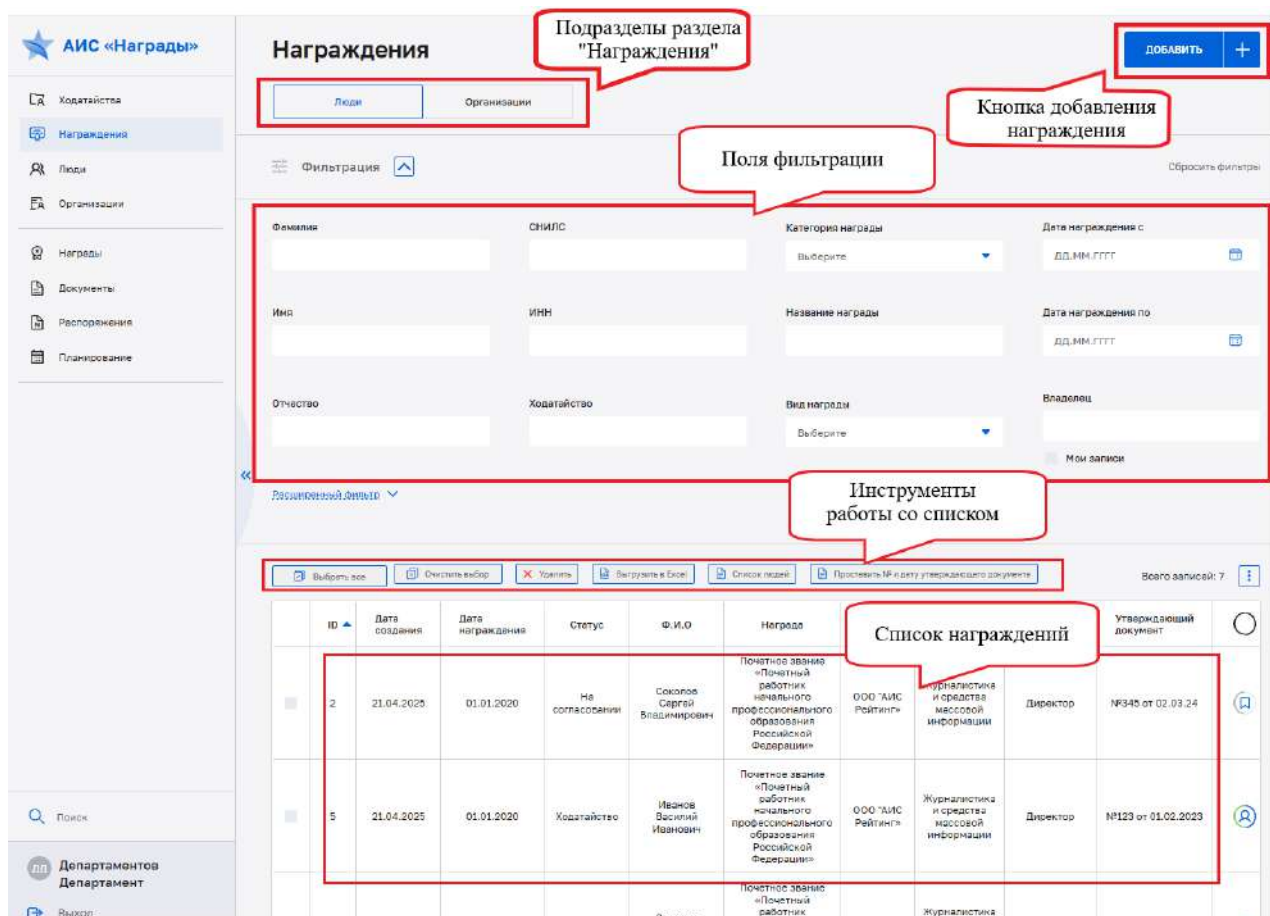 АИС «Награды»
Ходатайства
Награждения
Люди
Организации
Награды
Документы
Распоряжения
Планирование
Поиск
ДП
Департаментов
Департамент
Выход
Награждения
Подразделы раздела
"Награждения"
ДОБАВИТЬ +
Кнопка добавления
награждения
Люди
Организации
Фильтрация
Поля фильтрации
Сбросить фильтры
Фамилия
СНИЛС
Категория награды
Выберите
Дата награждения с
ДД.ММ.ГГГГ
Имя
ИНН
Название награды
Дата награждения по
ДД.ММ.ГГГГ
Отчество
Ходатайство
Вид награды
Выберите
Владелец
Мои записи
Расширенный фильтр
Инструменты
работы со списком
Выбрать все
Очистить выбор
Удалить
Выгрузить в Excel
Список людей
Проставить № и дату утверждающего документа
Всего записей: 7
ID
Дата
создания
Дата
награждения
Статус
Ф.И.О
Награда
Список награждений
Утверждающий
документ
2
21.04.2025
01.01.2020
На
согласовании
Соколов
Сергей
Владимирович
Почетное звание
«Почетный
работник
начального
профессионального
образования
Российской
Федерации»
ООО "АИС
Рейтинг»
Журналистика
и средства
массовой
информации
Директор
№345 от 02.03.24
5
21.04.2025
01.01.2020
Ходатайство
Иванов
Василий
Иванович
Почетное звание
«Почетный
работник
начального
профессионального
образования
Российской
Федерации»
ООО "АИС
Рейтинг»
Журналистика
и средства
массовой
информации
Директор
№123 от 01.02.2023
Почетное звание
«Почетный
работник
Журналистика